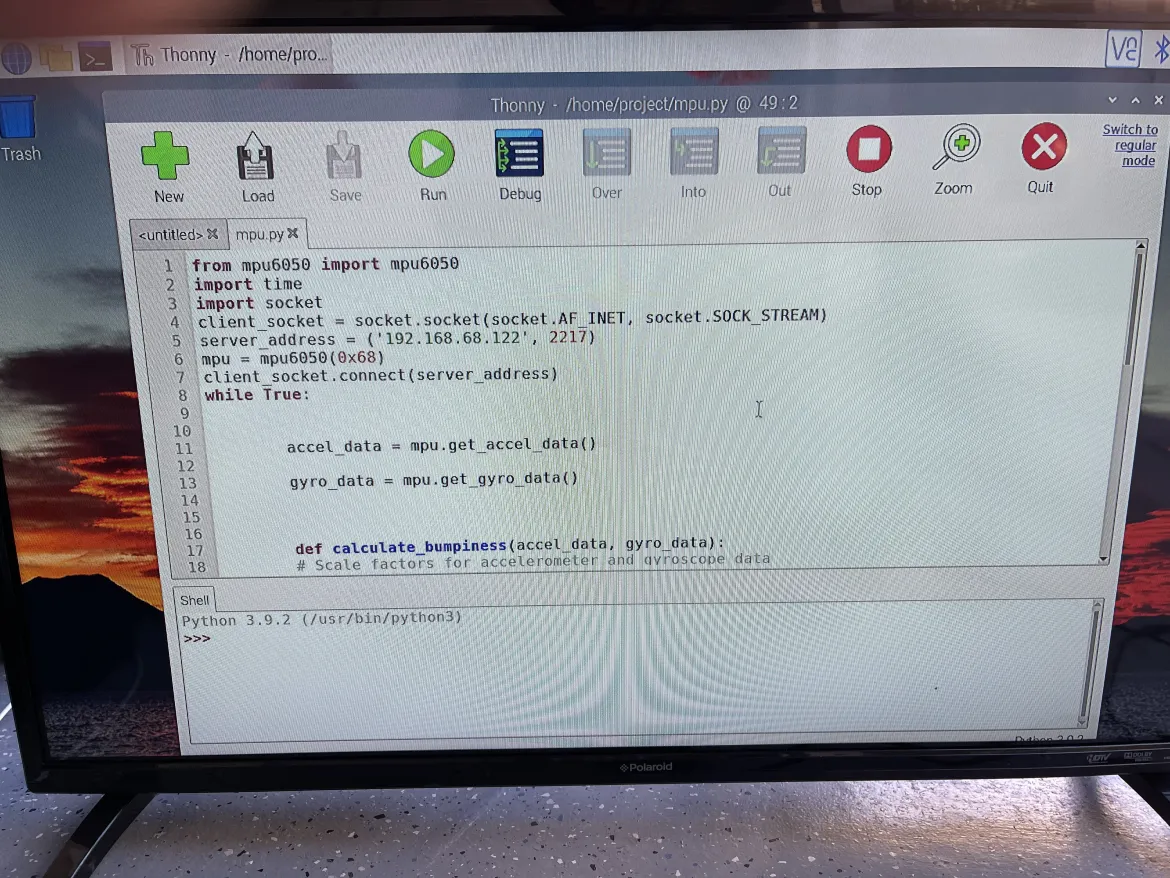 Thonny - /home/pro...
Thonny - /home/project/mpu.py @ 49:2
Trash
New
Load
Save
Run
Debug
Over
Into
Out
Stop
Zoom
Quit
Switch to
regular
mode
<untitled>
mpu.py
1 from mpu6050 import mpu6050
2 import time
3 import socket
4 client_socket = socket.socket(socket.AF_INET, socket.SOCK_STREAM)
5 server_address = ('192.168.68.122', 2217)
6 mpu = mpu6050(0x68)
7 client_socket.connect(server_address)
8 while True:
9
10
11 accel_data = mpu.get_accel_data()
12
13 gyro_data = mpu.get_gyro_data()
14
15
16
17 def calculate_bumpiness(accel_data, gyro_data):
18 # Scale factors for accelerometer and gyroscope data
Shell
Python 3.9.2 (/usr/bin/python3)
>>>
Python 3.9.2
Polaroid